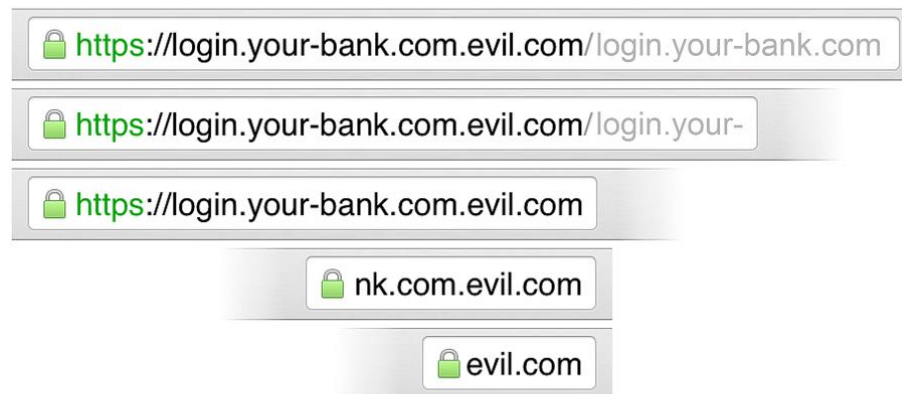 https://login.your-bank.com.evil.com/login.your-bank.com
https://login.your-bank.com.evil.com/login.your-
https://login.your-bank.com.evil.com
nk.com.evil.com
evil.com